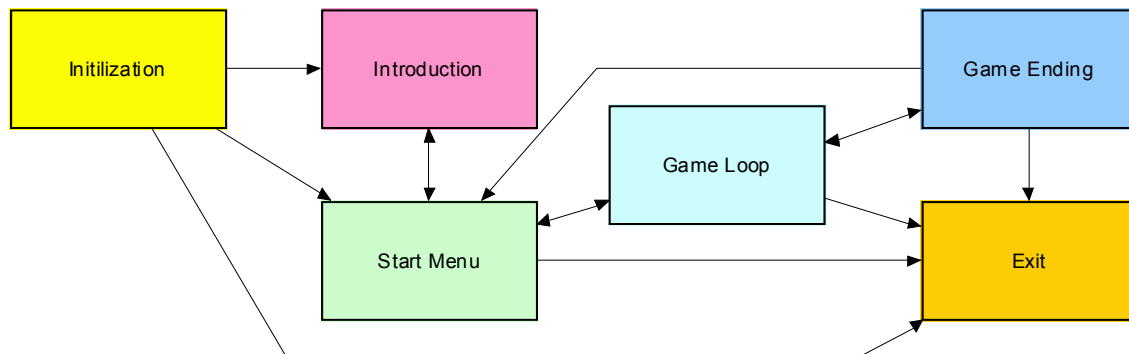 Initilization
Introduction
Game Ending
Game Loop
Start Menu
Exit